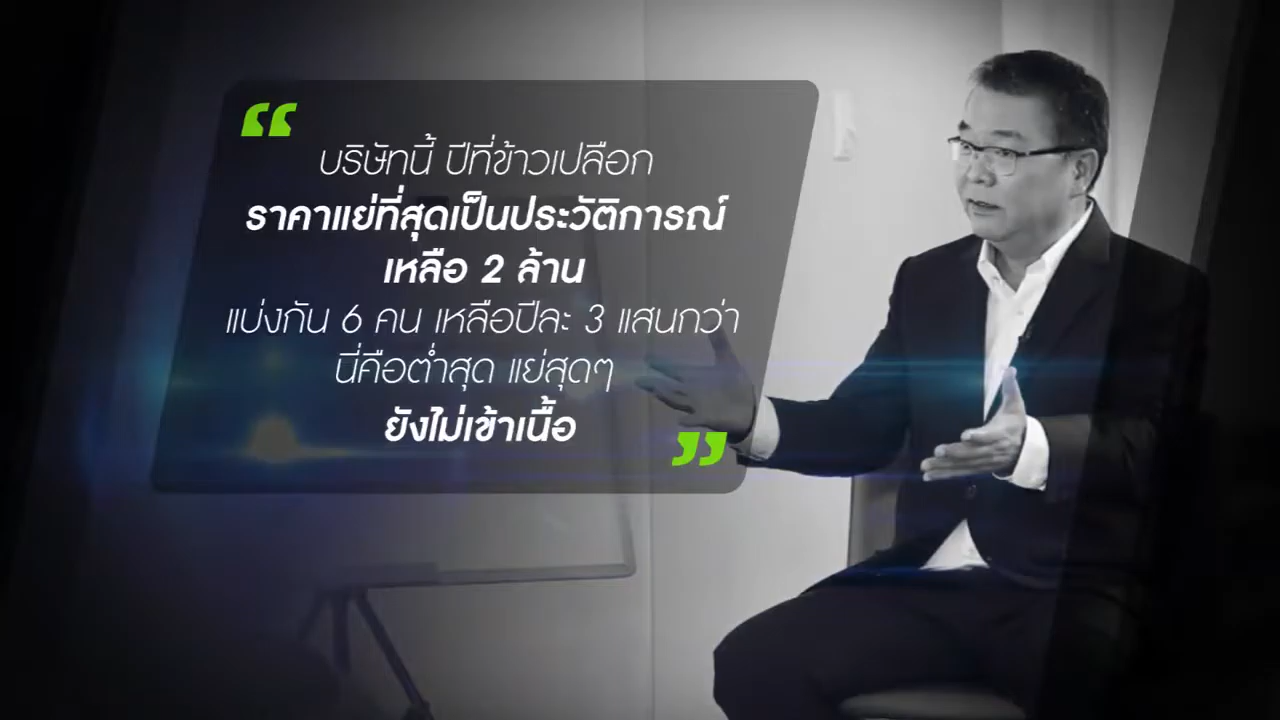 “
บริษัทนี้ ปีที่ข้าวเปลือก
ราคาแย่ที่สุดเป็นประวัติการณ์
เหลือ 2 ล้าน
แบ่งกัน 6 คน เหลือปีละ 3 แสนกว่า
นี่คือต่ำสุด แย่สุดๆ
ยังไม่เข้าเนื้อ
”